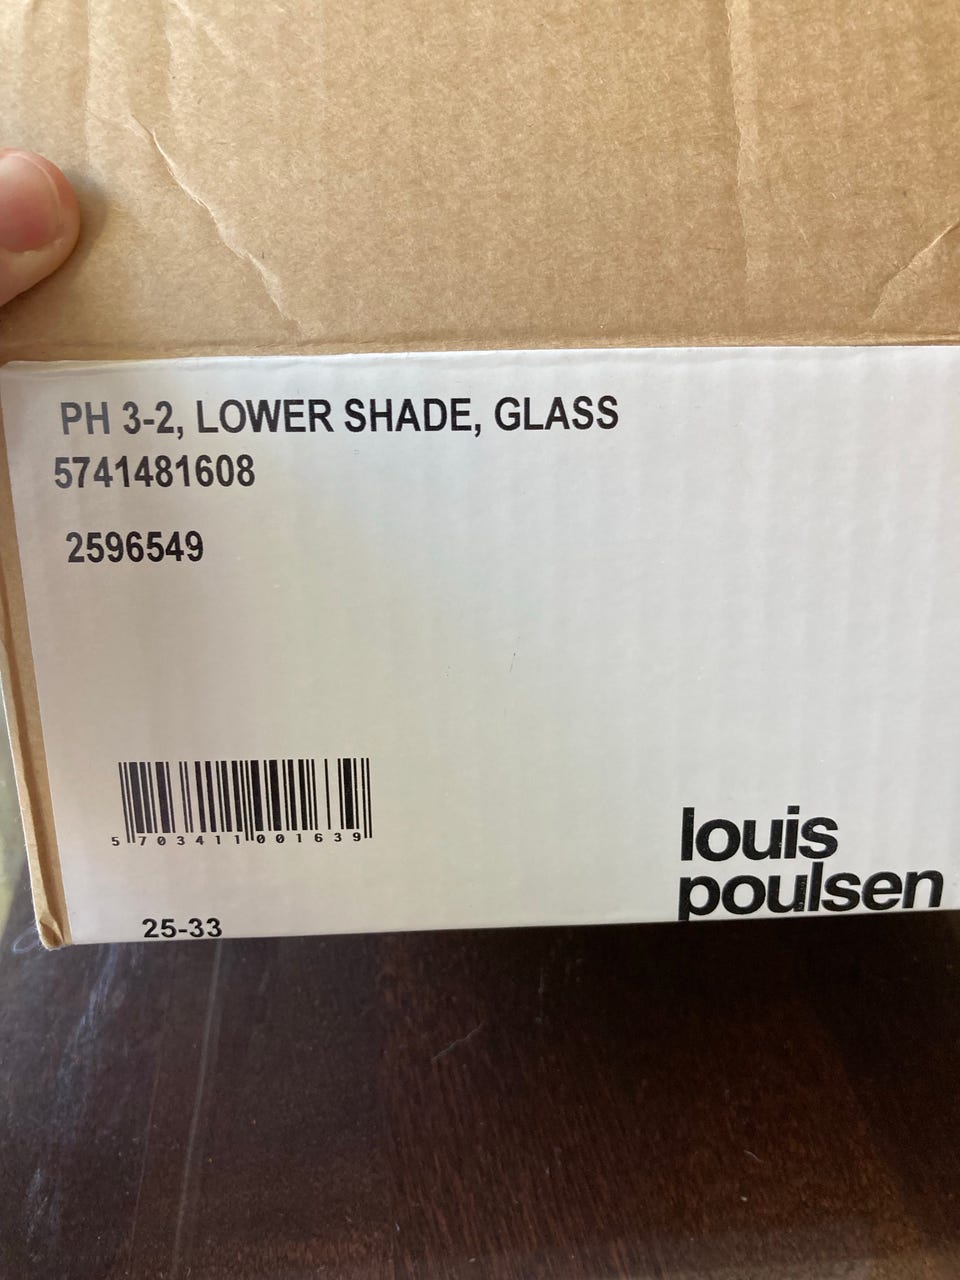 PH 3-2, LOWER SHADE, GLASS
5741481608
2596549
5 703411 001639
25-33
louis
poulsen